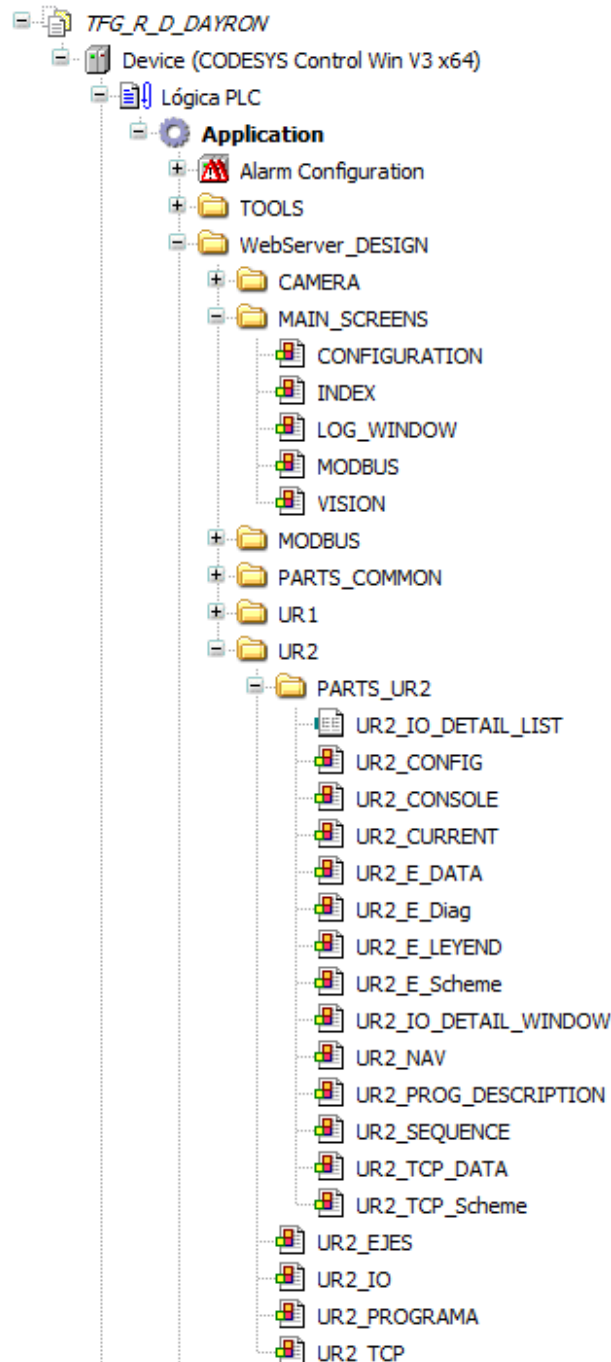 TFG_R_D_DAYRON
Device (CODESYS Control Win V3 x64)
Lógica PLC
Application
Alarm Configuration
TOOLS
WebServer_DESIGN
CAMERA
MAIN_SCREENS
CONFIGURATION
INDEX
LOG_WINDOW
MODBUS
VISION
MODBUS
PARTS_COMMON
UR1
UR2
PARTS_UR2
UR2_IO_DETAIL_LIST
UR2_CONFIG
UR2_CONSOLE
UR2_CURRENT
UR2_E_DATA
UR2_E_Diag
UR2_E_LEYEND
UR2_E_Scheme
UR2_IO_DETAIL_WINDOW
UR2_NAV
UR2_PROG_DESCRIPTION
UR2_SEQUENCE
UR2_TCP_DATA
UR2_TCP_Scheme
UR2_EJES
UR2_IO
UR2_PROGRAMA
UR2_TCP